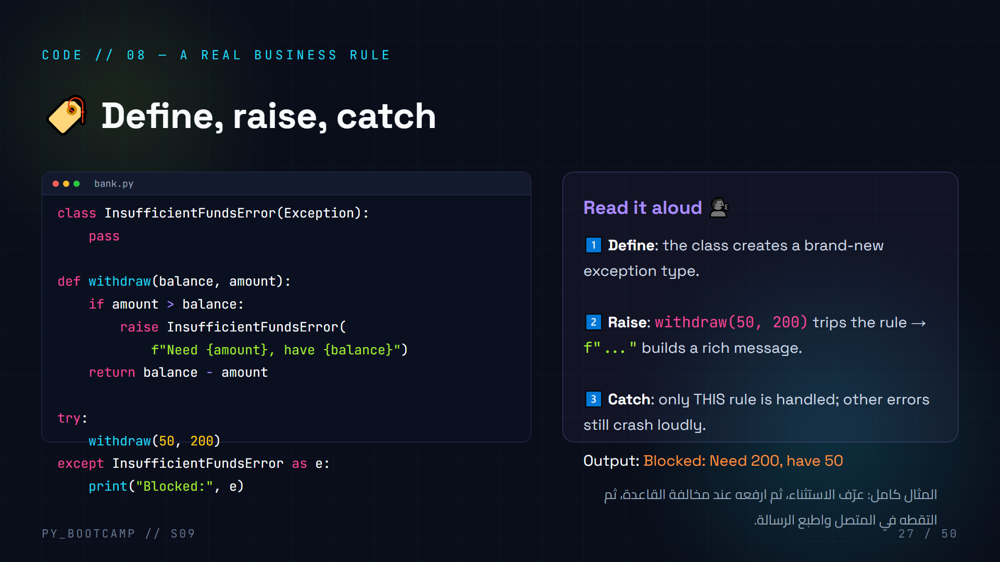 CODE // 08 — A REAL BUSINESS RULE
Define, raise, catch
bank.py
class InsufficientFundsError(Exception):
    pass
def withdraw(balance, amount):
    if amount > balance:
        raise InsufficientFundsError(
            f"Need {amount}, have {balance}")
    return balance - amount
try:
    withdraw(50, 200)
except InsufficientFundsError as e:
    print("Blocked:", e)
Read it aloud
1 Define: the class creates a brand-new
exception type.
2 Raise: withdraw(50, 200) trips the rule →
f"..." builds a rich message.
3 Catch: only THIS rule is handled; other errors
still crash loudly.
Output: Blocked: Need 200, have 50
المثال كامل: عرّف الاستثناء، ثم ارفعه عند مخالفة القاعدة، ثم
التقطه في المتصل واطبع الرسالة.
PY_BOOTCAMP // S09
27 / 50